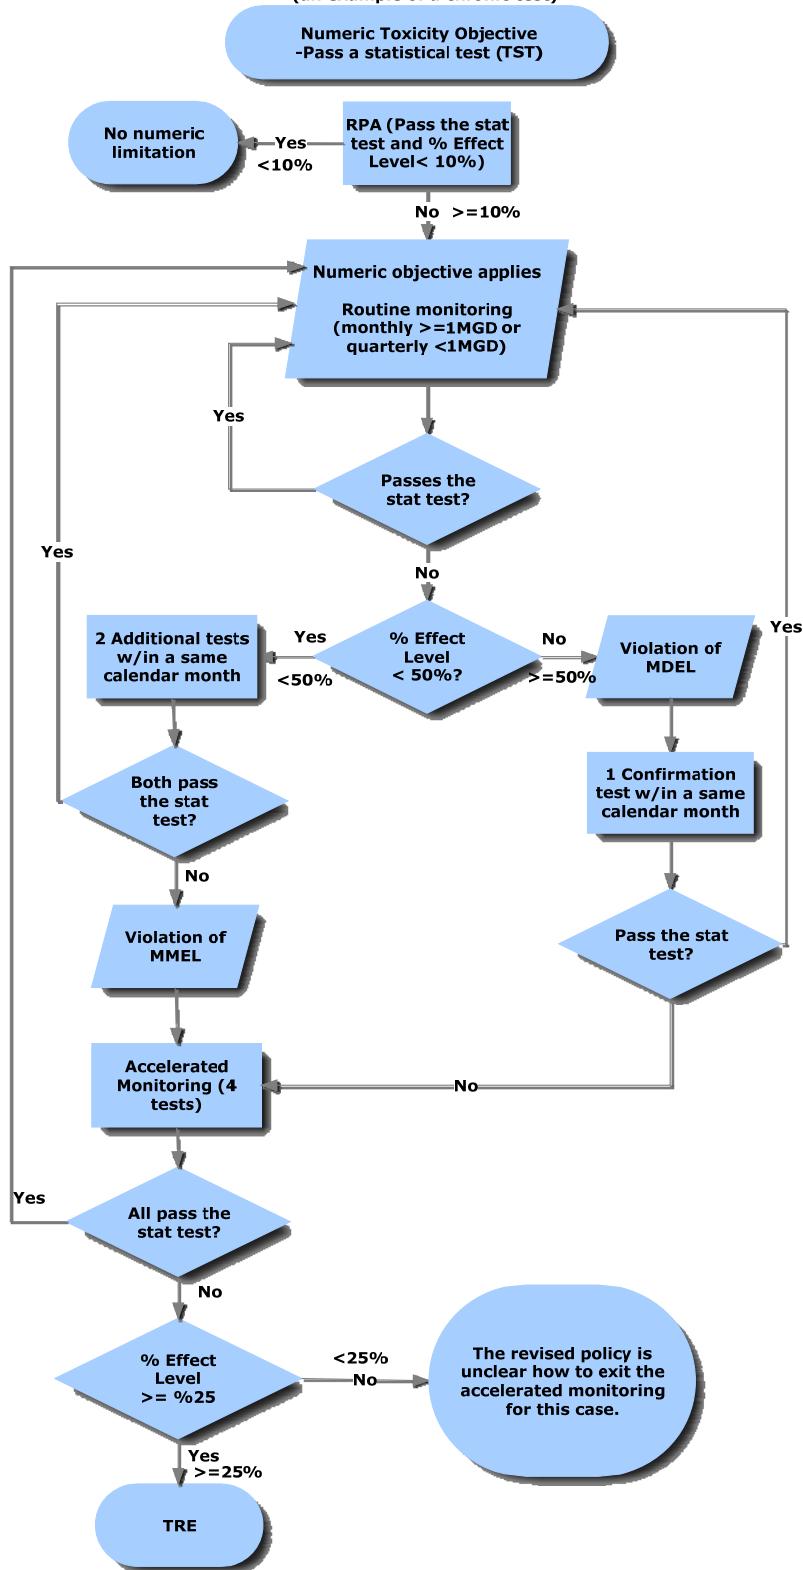 (an example of a chronic test)
Numeric Toxicity Objective
-Pass a statistical test (TST)
No numeric
limitation
Yes
<10%
RPA (Pass the stat
test and % Effect
Level< 10%)
No >=10%
Numeric objective applies
Routine monitoring
(monthly >=1MGD or
quarterly <1MGD)
Yes
Passes the
stat test?
Yes
No
2 Additional tests
w/in a same
calendar month
Yes
<50%
% Effect
Level
< 50%?
No
>=50%
Violation of
MDEL
Yes
Both pass
the stat
test?
1 Confirmation
test w/in a same
calendar month
No
Violation of
MMEL
Pass the stat
test?
Accelerated
Monitoring (4
tests)
No
Yes
All pass the
stat test?
No
% Effect
Level
>= %25
<25%
No
The revised policy is
unclear how to exit the
accelerated monitoring
for this case.
Yes
>=25%
TRE